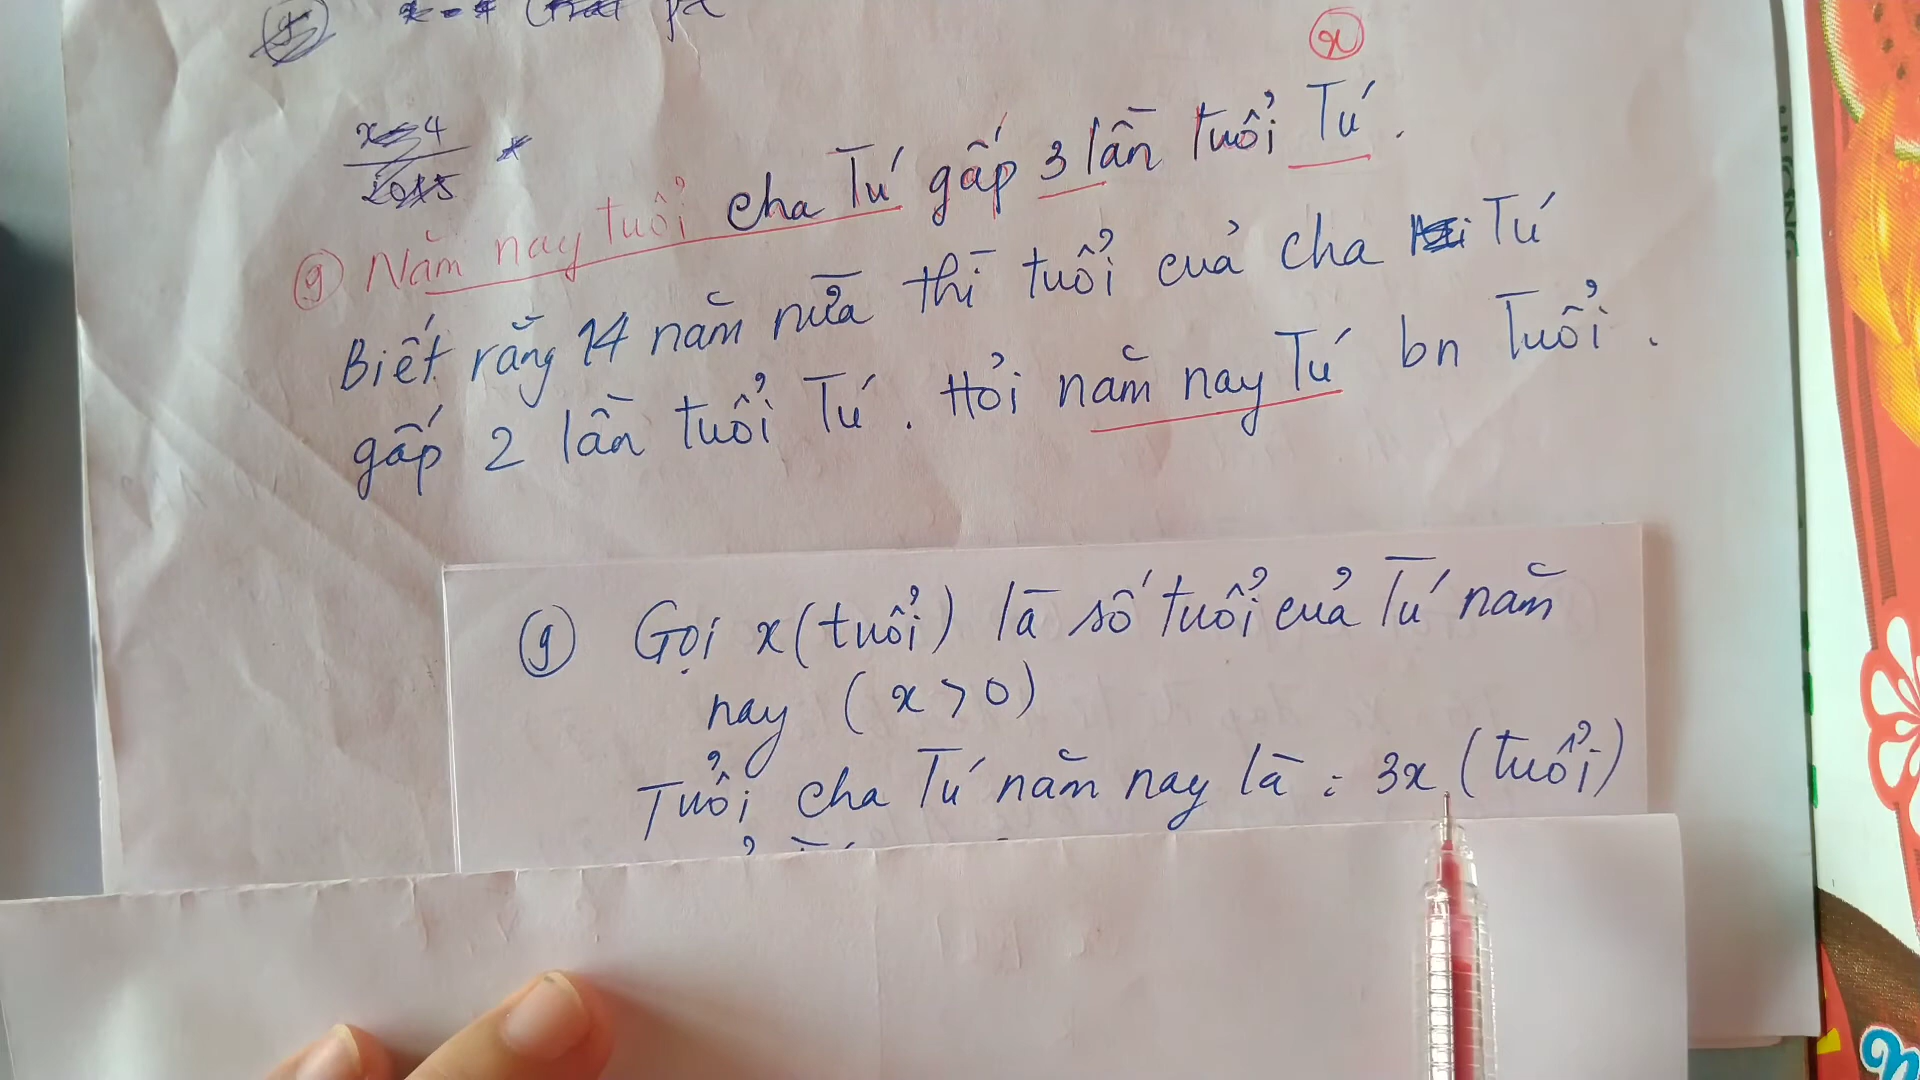 x
x-4
2015
9 Năm nay tuổi cha Tú gấp 3 lần tuổi Tú.
Biết rằng 14 năm nữa thì tuổi của cha Tú
gấp 2 lần tuổi Tú. Hỏi năm nay Tú bn Tuổi.
9 Gọi x (tuổi) là số tuổi của Tú năm
nay (x > 0)
Tuổi cha Tú năm nay là : 3x (tuổi)